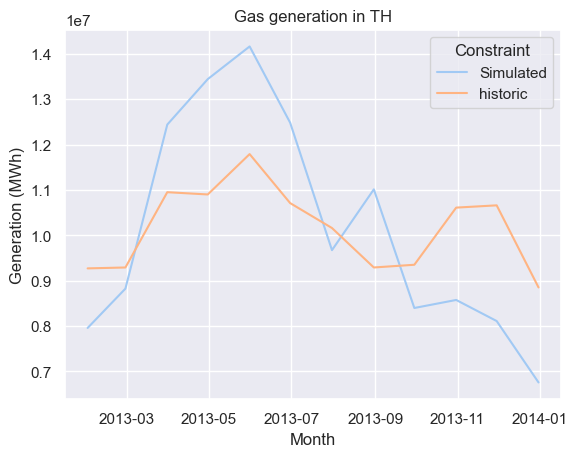 Gas generation in TH
1e7
Constraint
Simulated
historic
1.4
1.3
1.2
1.1
1.0
0.9
0.8
0.7
Generation (MWh)
2013-03 2013-05 2013-07 2013-09 2013-11 2014-01
Month